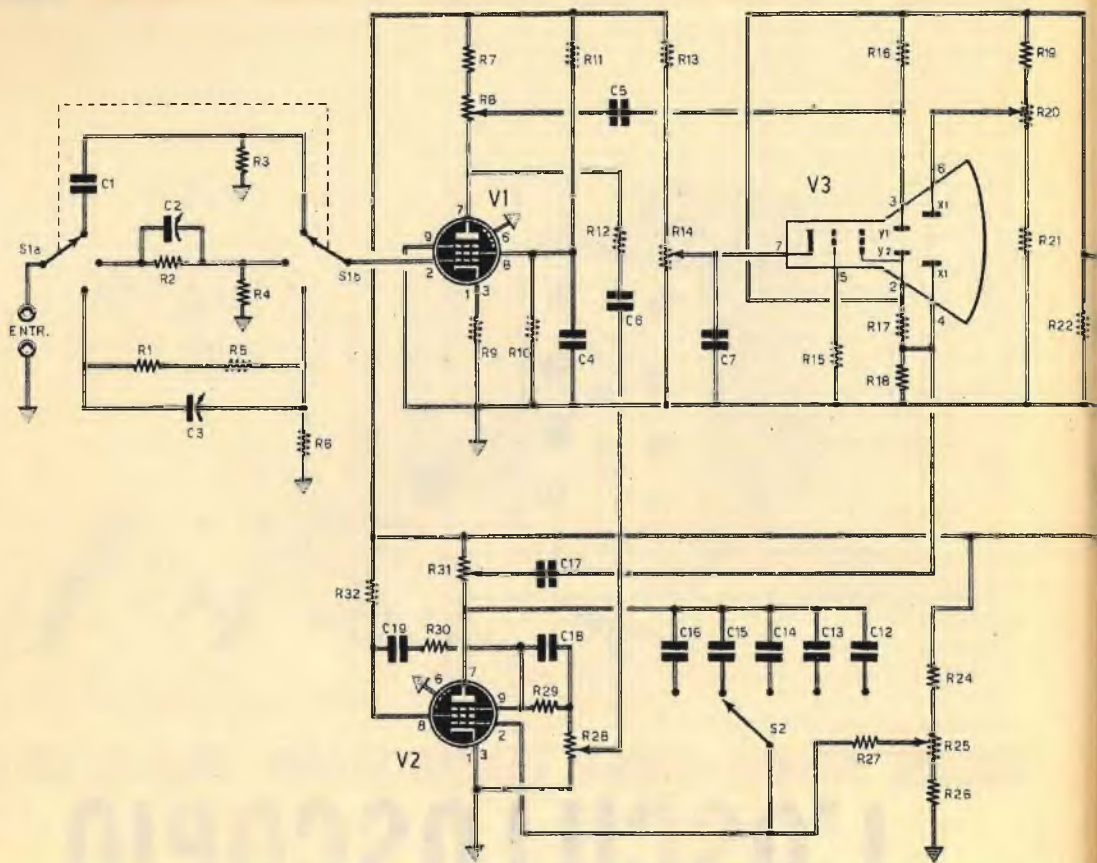 R7
R11
R13
R16
R19
R8
C5
R20
R3
C1
V1
V3
6
C2
3
7
X1
S1a
9
6
R12
R14
7
y1
R21
R2
S1b
2
8
y2
R4
5
X1
ENTR.
1
3
2
4
C6
R17
R22
R1
R5
R9
R10
C4
C7
R15
R18
C3
R6
R31
C17
R32
C19
R30
C18
C16
C15
C14
C13
C12
7
6
R24
9
8
R29
2
S2
R28
R27
R25
1
3
V2
R26